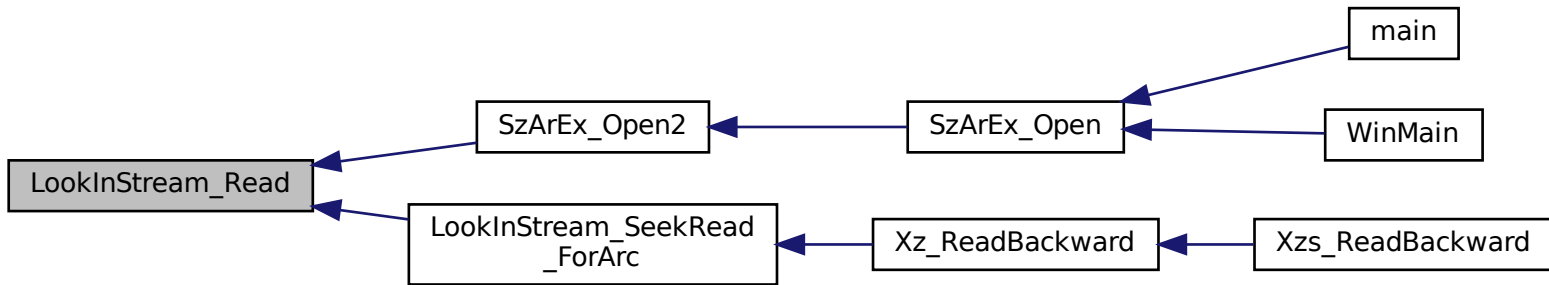 main
SzArEx_Open2
SzArEx_Open
WinMain
LookInStream_Read
LookInStream_SeekRead
_ForArc
Xz_ReadBackward
Xzs_ReadBackward